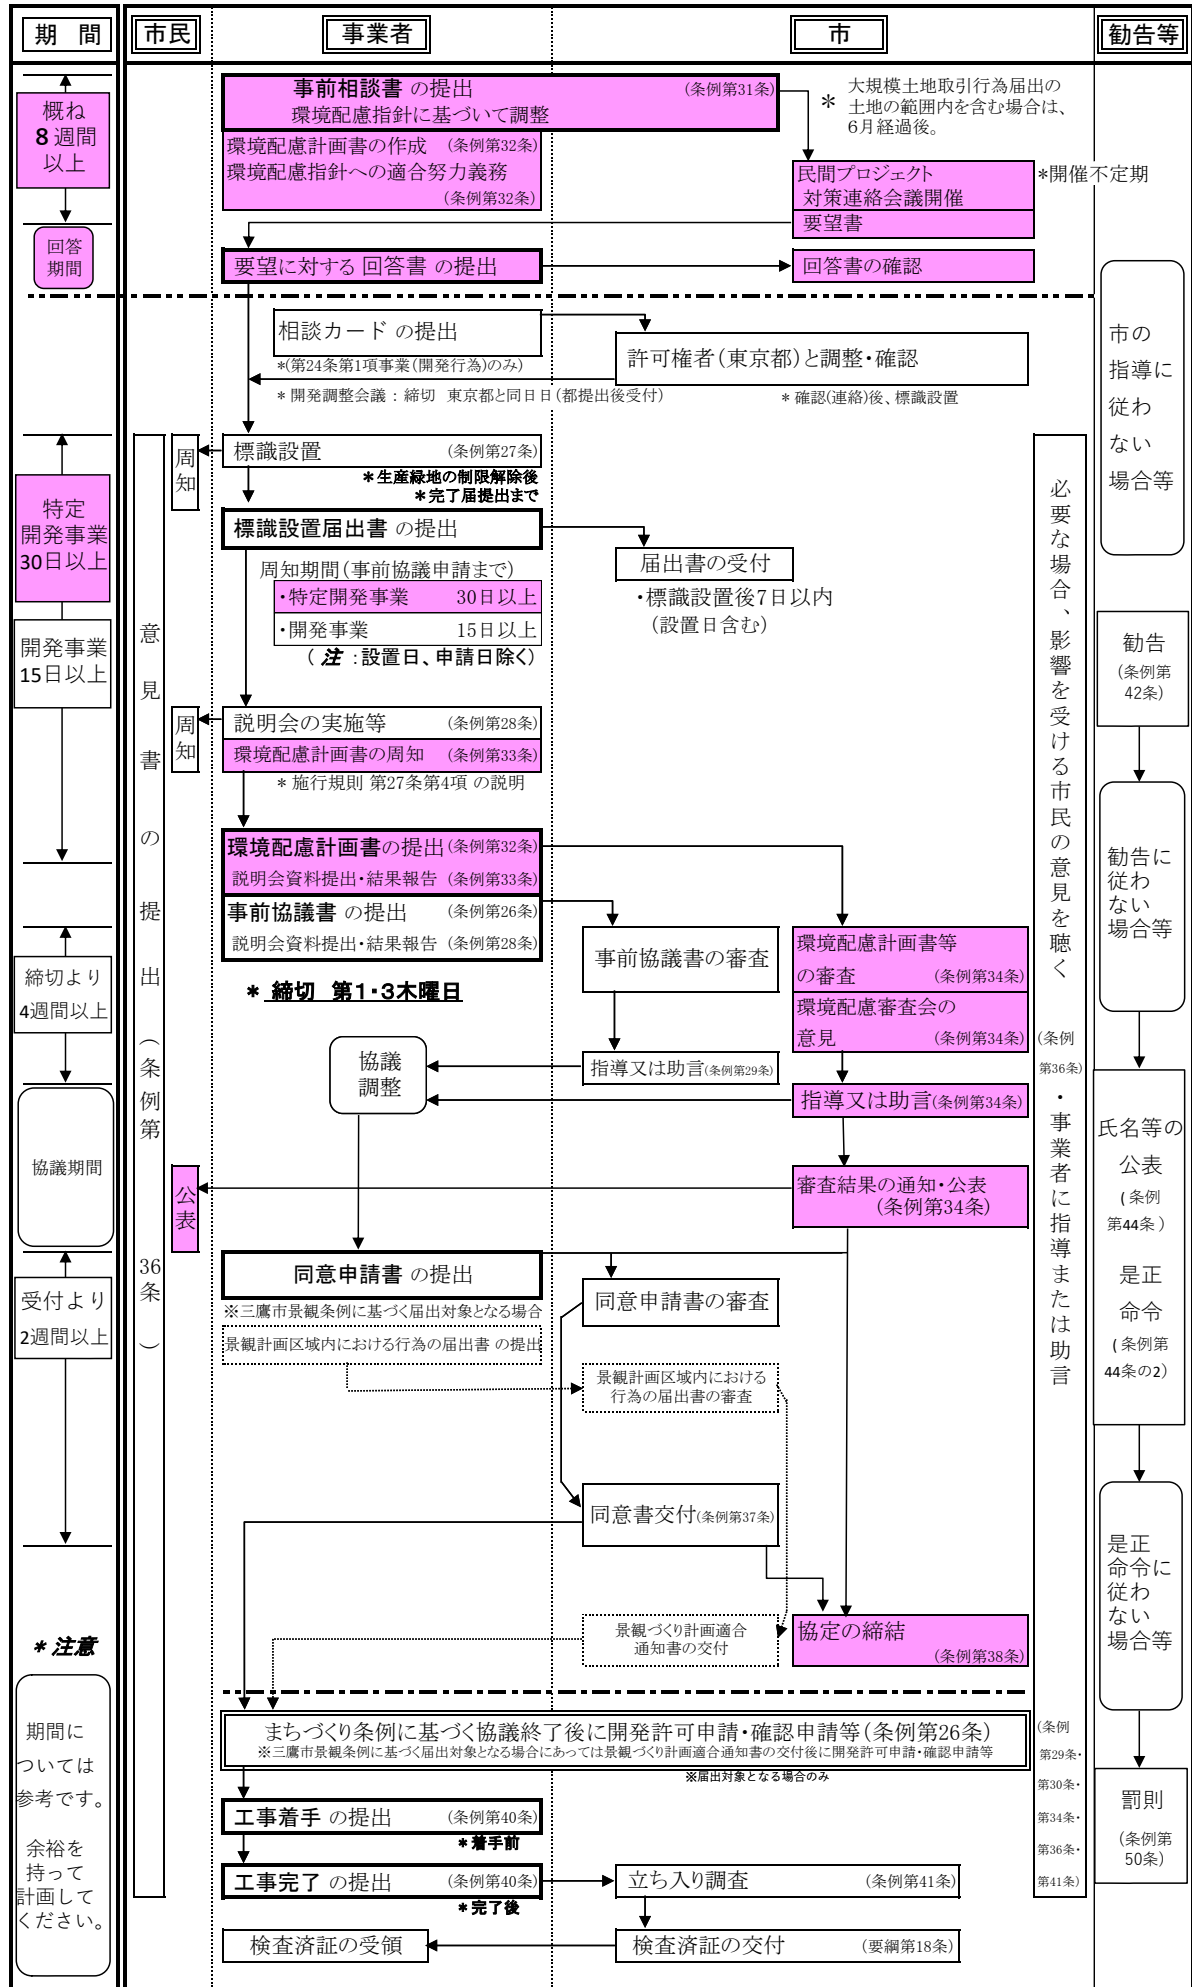 期　間
市民
事業者
市
勧告等
概ね
8 週間
以上
回答
期間
事前相談書 の提出　(条例第31条)
環境配慮指針に基づいて調整
環境配慮計画書の作成　(条例第32条)
環境配慮指針への適合努力義務
(条例第32条)
＊ 大規模土地取引行為届出の
土地の範囲内を含む場合は、
6月経過後。
民間プロジェクト
対策連絡会議開催
要望書
＊開催不定期
要望に対する 回答書 の提出
回答書の確認
相談カード の提出
＊(第24条第1項事業(開発行為)のみ)
許可権者(東京都)と調整・確認
＊ 開発調整会議 : 締切　東京都と同日日(都提出後受付)
＊ 確認(連絡)後、標識設置
市の
指導に
従わ
ない
場合等
周知
標識設置　(条例第27条)
＊生産緑地の制限解除後
＊完了届提出まで
標識設置届出書 の提出
届出書の受付
・標識設置後7日以内
(設置日含む)
周知期間(事前協議申請まで)
・特定開発事業　30日以上
・開発事業　15日以上
( 注 :設置日、申請日除く)
特定
開発事業
30日以上
開発事業
15日以上
意見書の提出(条例第36条)
必要な場合、影響を受ける市民の意見を聴く
(条例
第36条)
・事業者に指導または助言
(条例
第29条・
第30条・
第34条・
第36条・
第41条)
勧告
(条例第
42条)
周知
説明会の実施等　(条例第28条)
環境配慮計画書の周知　(条例第33条)
＊ 施行規則 第27条第4項 の説明
環境配慮計画書の提出 (条例第32条)
説明会資料提出・結果報告 (条例第33条)
事前協議書 の提出　(条例第26条)
説明会資料提出・結果報告 (条例第28条)
＊ 締切　第1・3木曜日
事前協議書の審査
環境配慮計画書等
の審査　(条例第34条)
環境配慮審査会の
意見　(条例第34条)
勧告に
従わ
ない
場合等
締切より
4週間以上
協議
調整
指導又は助言(条例第29条)
指導又は助言(条例第34条)
協議期間
公表
審査結果の通知・公表
(条例第34条)
氏名等の
公表
( 条例
第44条 )
是正
命令
( 条例第
44条の2)
同意申請書 の提出
同意申請書の審査
※三鷹市景観条例に基づく届出対象となる場合
景観計画区域内における行為の届出書 の提出
景観計画区域内における
行為の届出書の審査
受付より
2週間以上
同意書交付(条例第37条)
景観づくり計画適合
通知書の交付
協定の締結
(条例第38条)
是正
命令に
従わ
ない
場合等
＊ 注意
期間に
ついては
参考です。
余裕を
持って
計画して
ください。
まちづくり条例に基づく協議終了後に開発許可申請・確認申請等(条例第26条)
※三鷹市景観条例に基づく届出対象となる場合にあっては景観づくり計画適合通知書の交付後に開発許可申請・確認申請等
※届出対象となる場合のみ
工事着手 の提出　(条例第40条)
＊着手前
工事完了 の提出　(条例第40条)
＊完了後
立ち入り調査　(条例第41条)
検査済証の受領
検査済証の交付　(要綱第18条)
罰則
(条例第
50条)